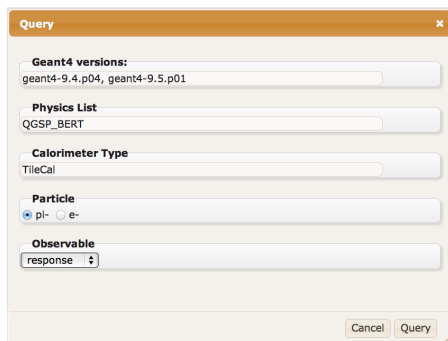 Query
Geant4 versions:
geant4-9.4.p04, geant4-9.5.p01
Physics List
QGSP_BERT
Calorimeter Type
TileCal
Particle
pi- e-
Observable
response
Cancel Query